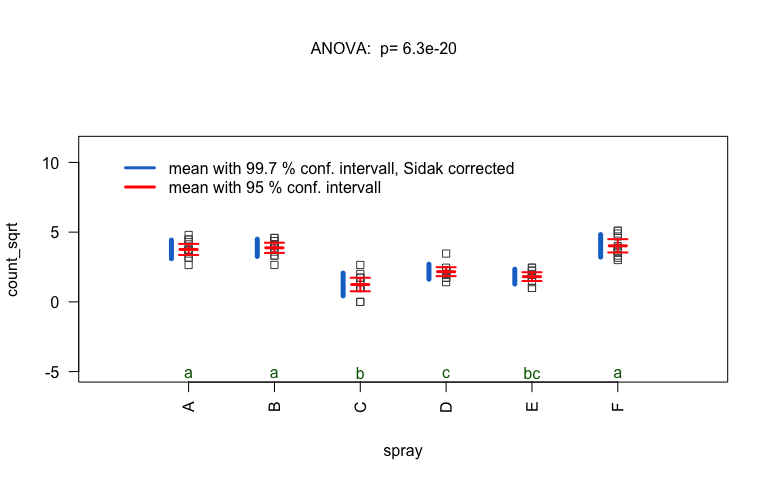 ANOVA:  p= 6.3e-20
mean with 99.7 % conf. intervall, Sidak corrected
mean with 95 % conf. intervall
10
5
0
-5
count_sqrt
a a b c bc a
A B C D E F
spray